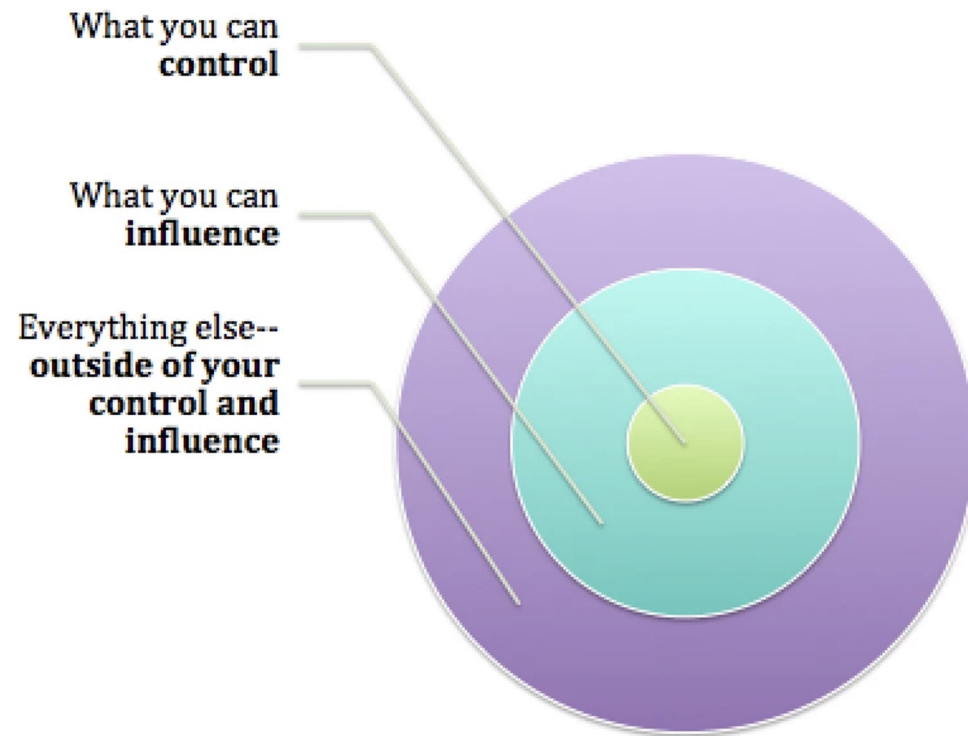 What you can
control
What you can
influence
Everything else--
outside of your
control and
influence